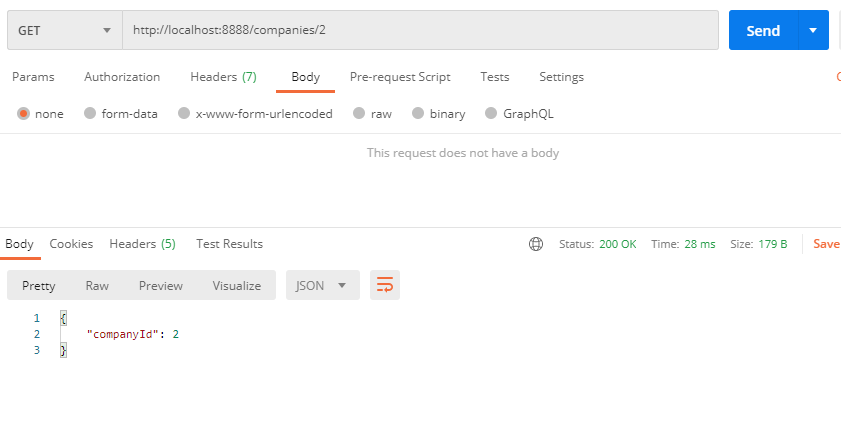 GET http://localhost:8888/companies/2 Send
Params Authorization Headers (7) Body Pre-request Script Tests Settings
none form-data x-www-form-urlencoded raw binary GraphQL
This request does not have a body
Body Cookies Headers (5) Test Results Status: 200 OK Time: 28 ms Size: 179 B Save
Pretty Raw Preview Visualize JSON
1 {
2 "companyId": 2
3 }